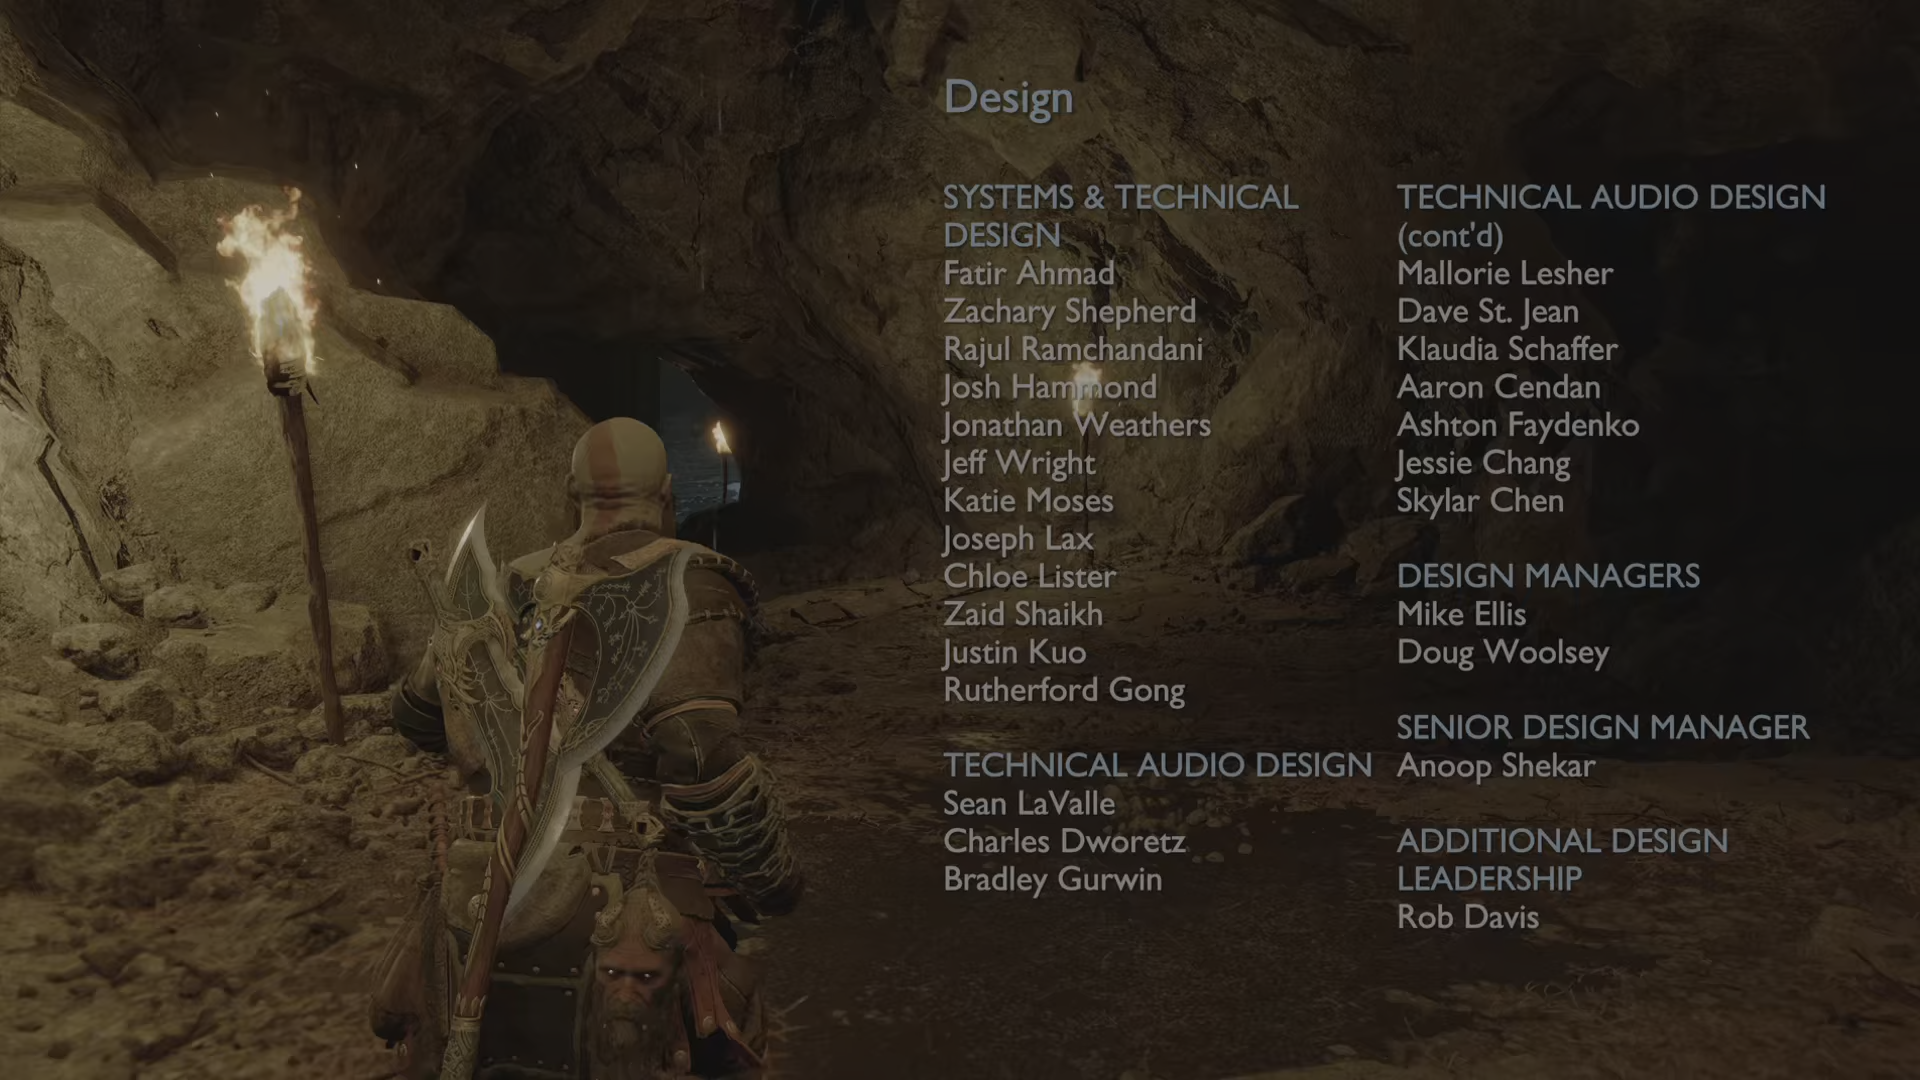 Design
SYSTEMS & TECHNICAL
DESIGN
Fatir Ahmad
Zachary Shepherd
Rajul Ramchandani
Josh Hammond
Jonathan Weathers
Jeff Wright
Katie Moses
Joseph Lax
Chloe Lister
Zaid Shaikh
Justin Kuo
Rutherford Gong
TECHNICAL AUDIO DESIGN
Sean LaValle
Charles Dworetz
Bradley Gurwin
TECHNICAL AUDIO DESIGN
(cont'd)
Mallorie Lesher
Dave St. Jean
Klaudia Schaffer
Aaron Cendan
Ashton Faydenko
Jessie Chang
Skylar Chen
DESIGN MANAGERS
Mike Ellis
Doug Woolsey
SENIOR DESIGN MANAGER
Anoop Shekar
ADDITIONAL DESIGN
LEADERSHIP
Rob Davis